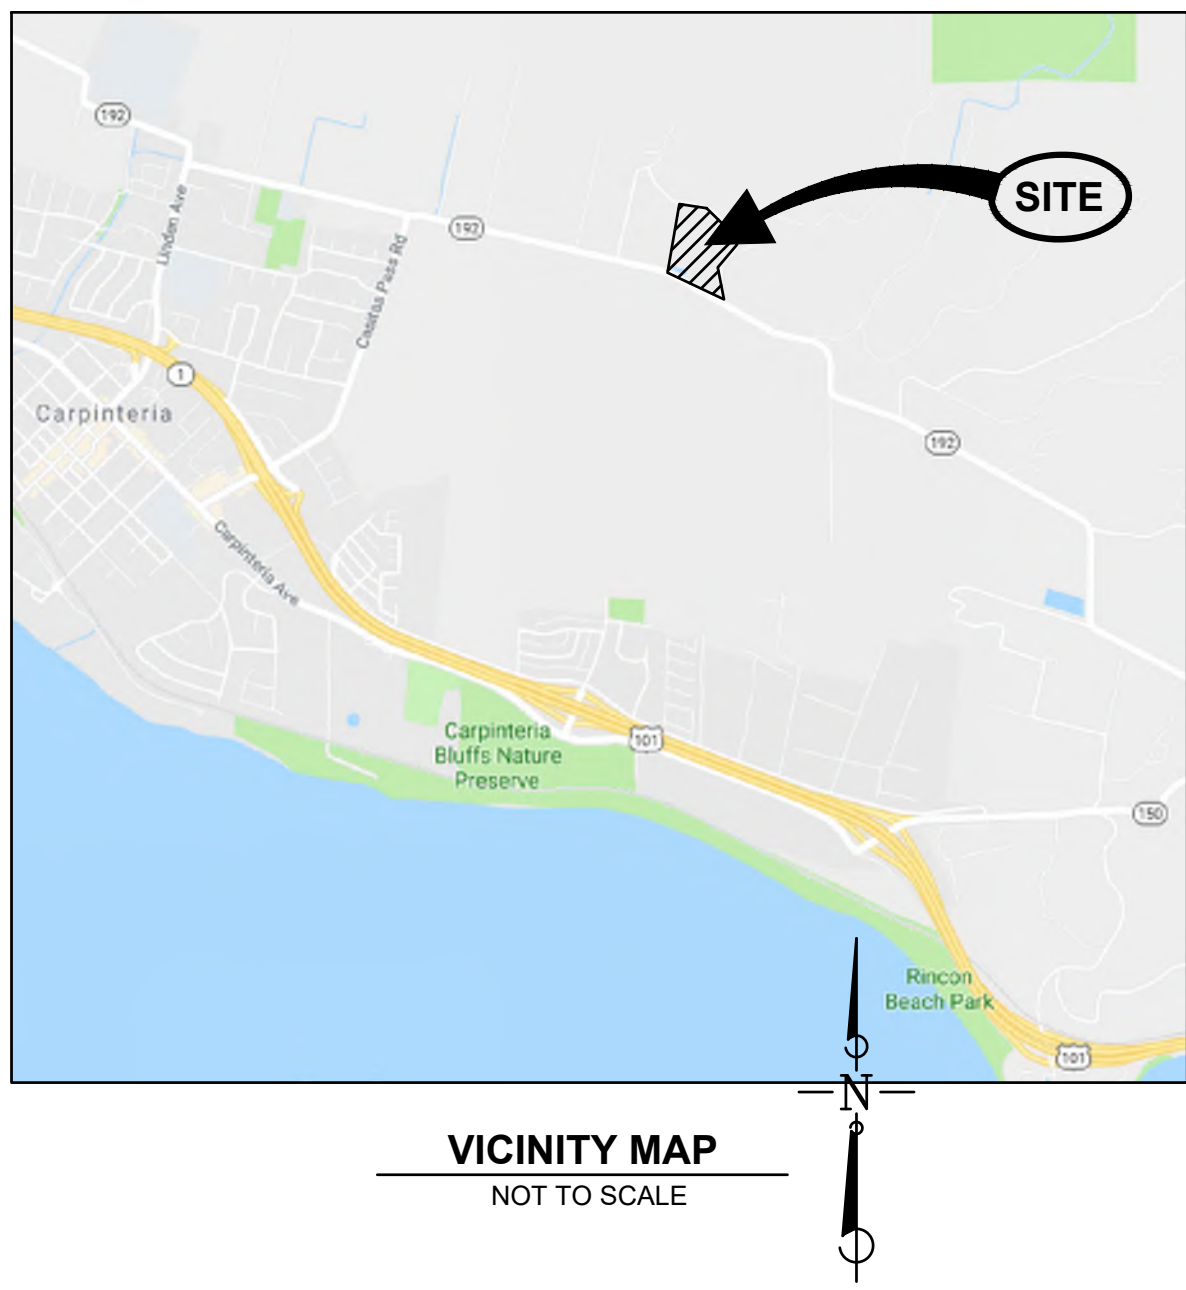 192
SITE
Linden Ave
192
Casitas Pass Rd
1
Carpinteria
192
Carpinteria Ave
Carpinteria
Bluffs Nature
Preserve
101
150
Rincon
Beach Park
101
N
VICINITY MAP
NOT TO SCALE